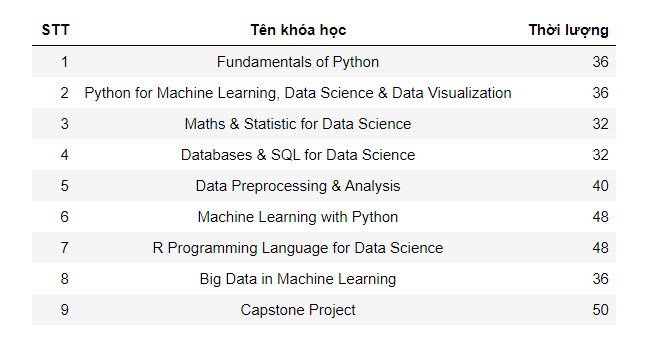 STT Tên khóa học Thời lượng
1 Fundamentals of Python 36
2 Python for Machine Learning, Data Science & Data Visualization 36
3 Maths & Statistic for Data Science 32
4 Databases & SQL for Data Science 32
5 Data Preprocessing & Analysis 40
6 Machine Learning with Python 48
7 R Programming Language for Data Science 48
8 Big Data in Machine Learning 36
9 Capstone Project 50